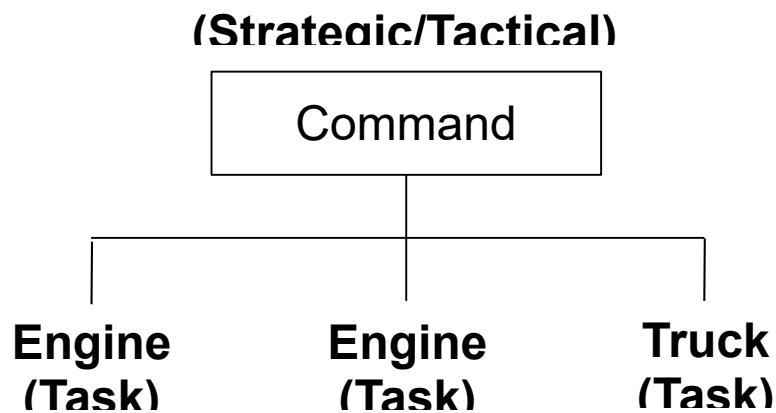 (Strategic/Tactical)
Command
Engine
(Task)
Engine
(Task)
Truck
(Task)